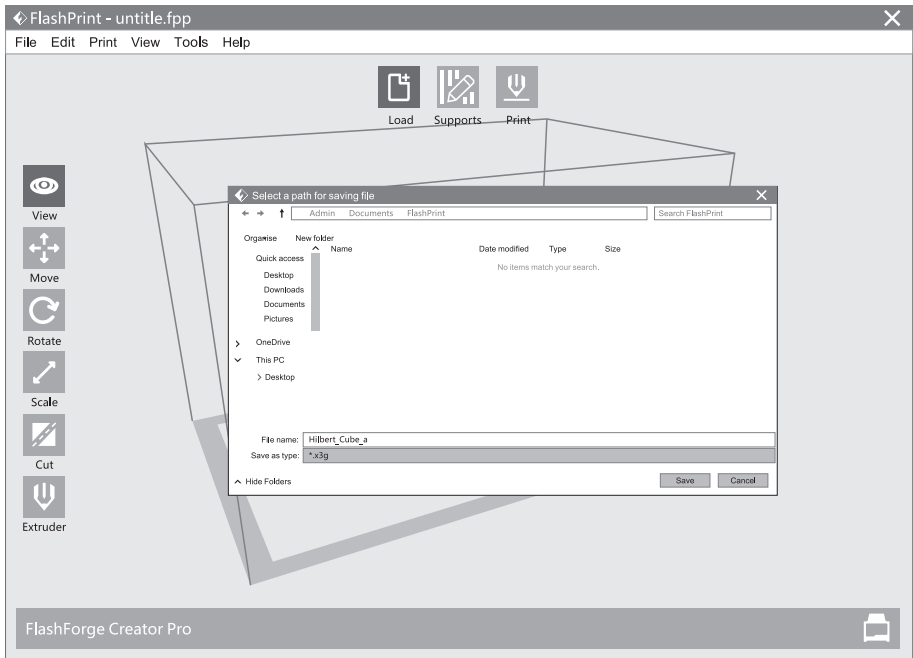 FlashPrint - untitle.fpp
File Edit Print View Tools Help
Load Supports Print
View
Move
Rotate
Scale
Cut
Extruder
Select a path for saving file
Admin Documents FlashPrint Search FlashPrint
Organise New folder
Name Date modified Type Size
No items match your search.
Quick access
Desktop
Downloads
Documents
Pictures
OneDrive
This PC
Desktop
File name: Hilbert_Cube_a
Save as type: *.x3g
Hide Folders Save Cancel
FlashForge Creator Pro